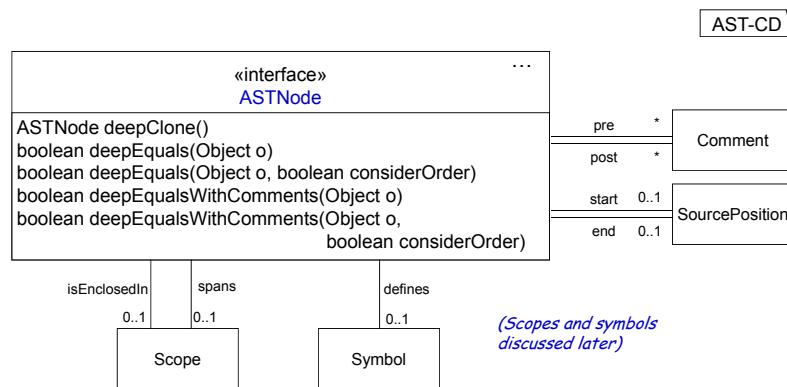 AST-CD
...
«interface»
ASTNode
ASTNode deepClone()
boolean deepEquals(Object o)
boolean deepEquals(Object o, boolean considerOrder)
boolean deepEqualsWithComments(Object o)
boolean deepEqualsWithComments(Object o,
boolean considerOrder)
pre *
post *
Comment
start 0..1
end 0..1
SourcePosition
isEnclosedIn spans defines
0..1 0..1 0..1
(Scopes and symbols
discussed later)
Scope Symbol